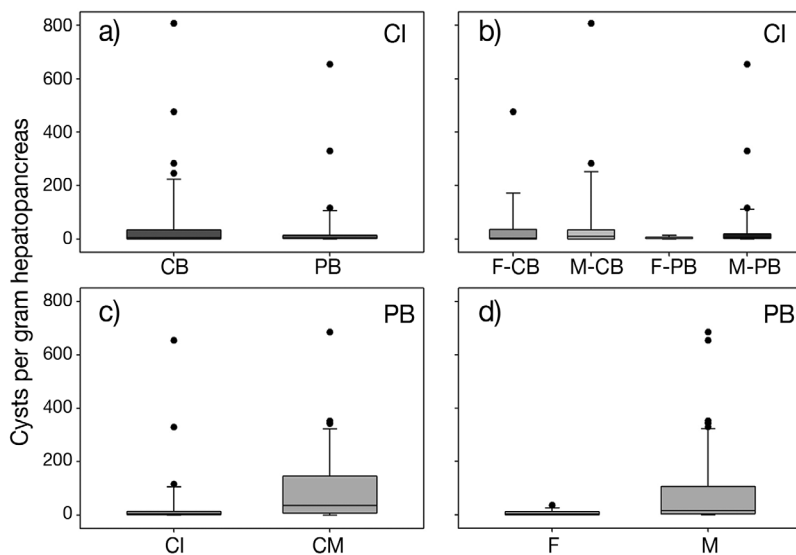 Cysts per gram hepatopancreas
a) CI
800
600
400
200
0
CB PB
b) CI
F-CB M-CB F-PB M-PB
c) PB
800
600
400
200
0
CI CM
d) PB
F M